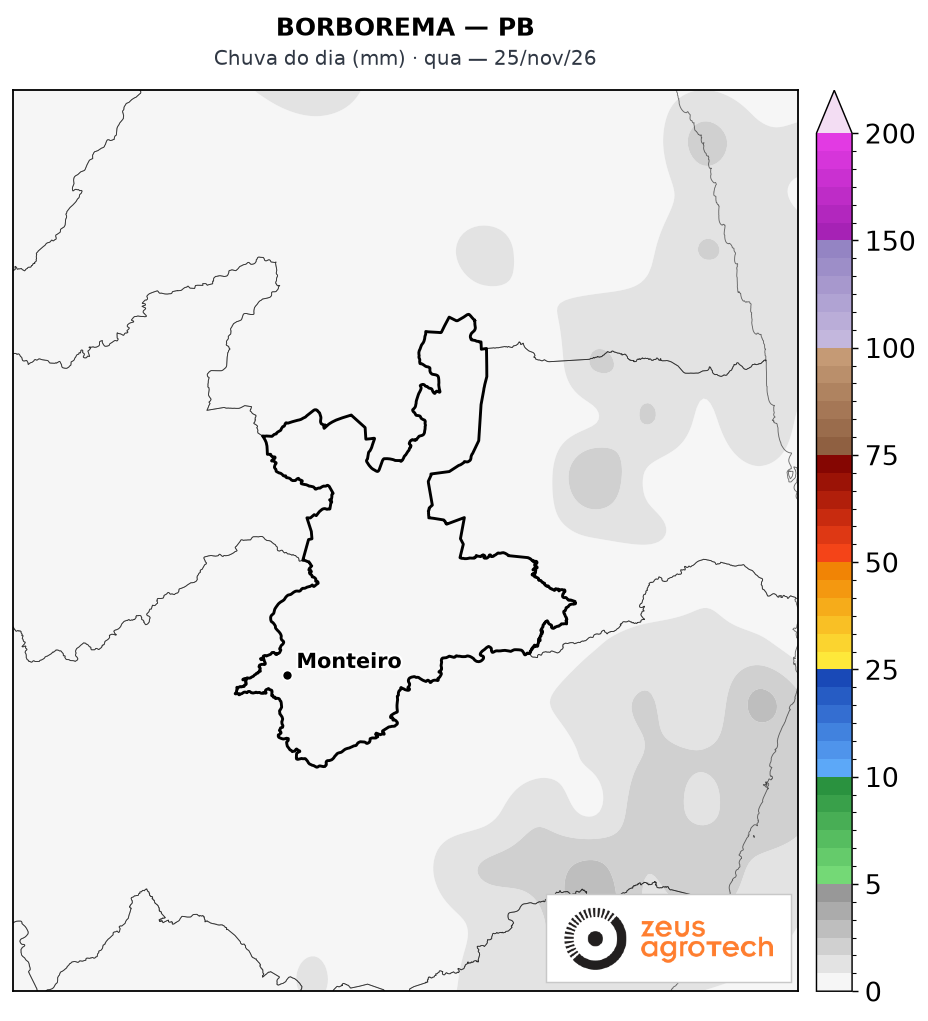 BORBOREMA — PB
Chuva do dia (mm) · qua — 25/nov/26
200
150
100
75
50
25
10
5
0
Monteiro
zeus
agrotech